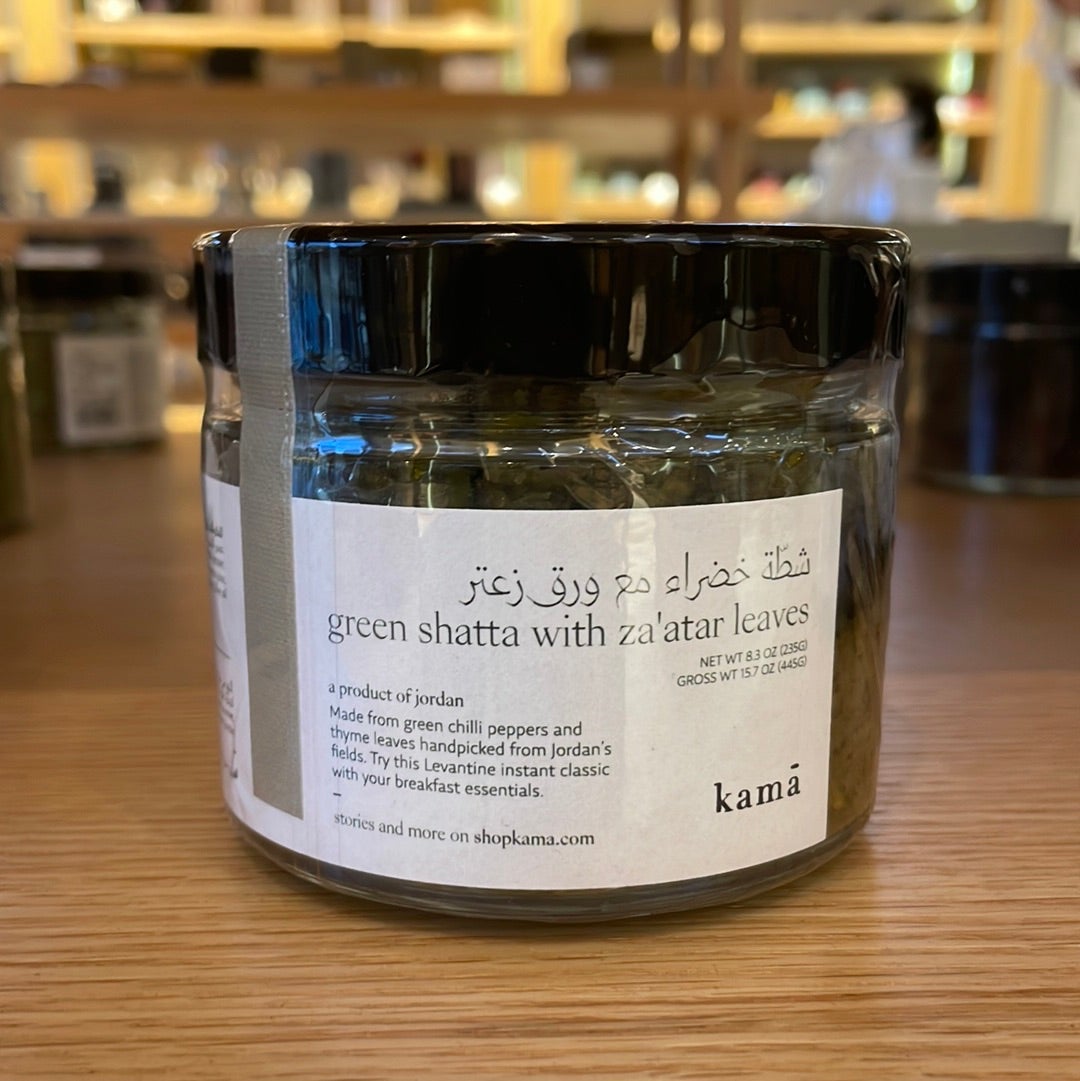 شطّة خضراء مع ورق زعتر
green shatta with za'atar leaves
NET WT 8.3 OZ (235G)
GROSS WT 15.7 OZ (445G)
a product of jordan
Made from green chilli peppers and
thyme leaves handpicked from Jordan's
fields. Try this Levantine instant classic
with your breakfast essentials.
-
stories and more on shopkama.com
kamā